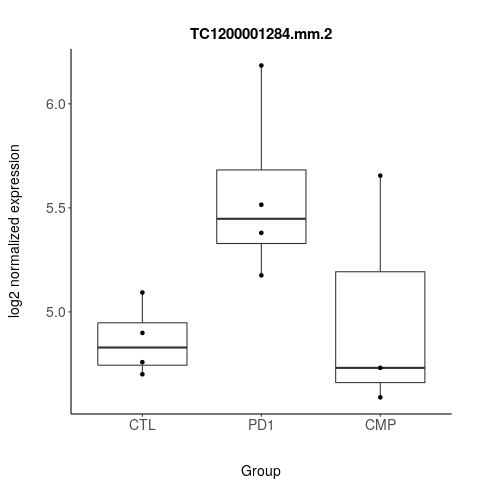 TC1200001284.mm.2
log2 normalized expression
6.0
5.5
5.0
CTL
PD1
CMP
Group